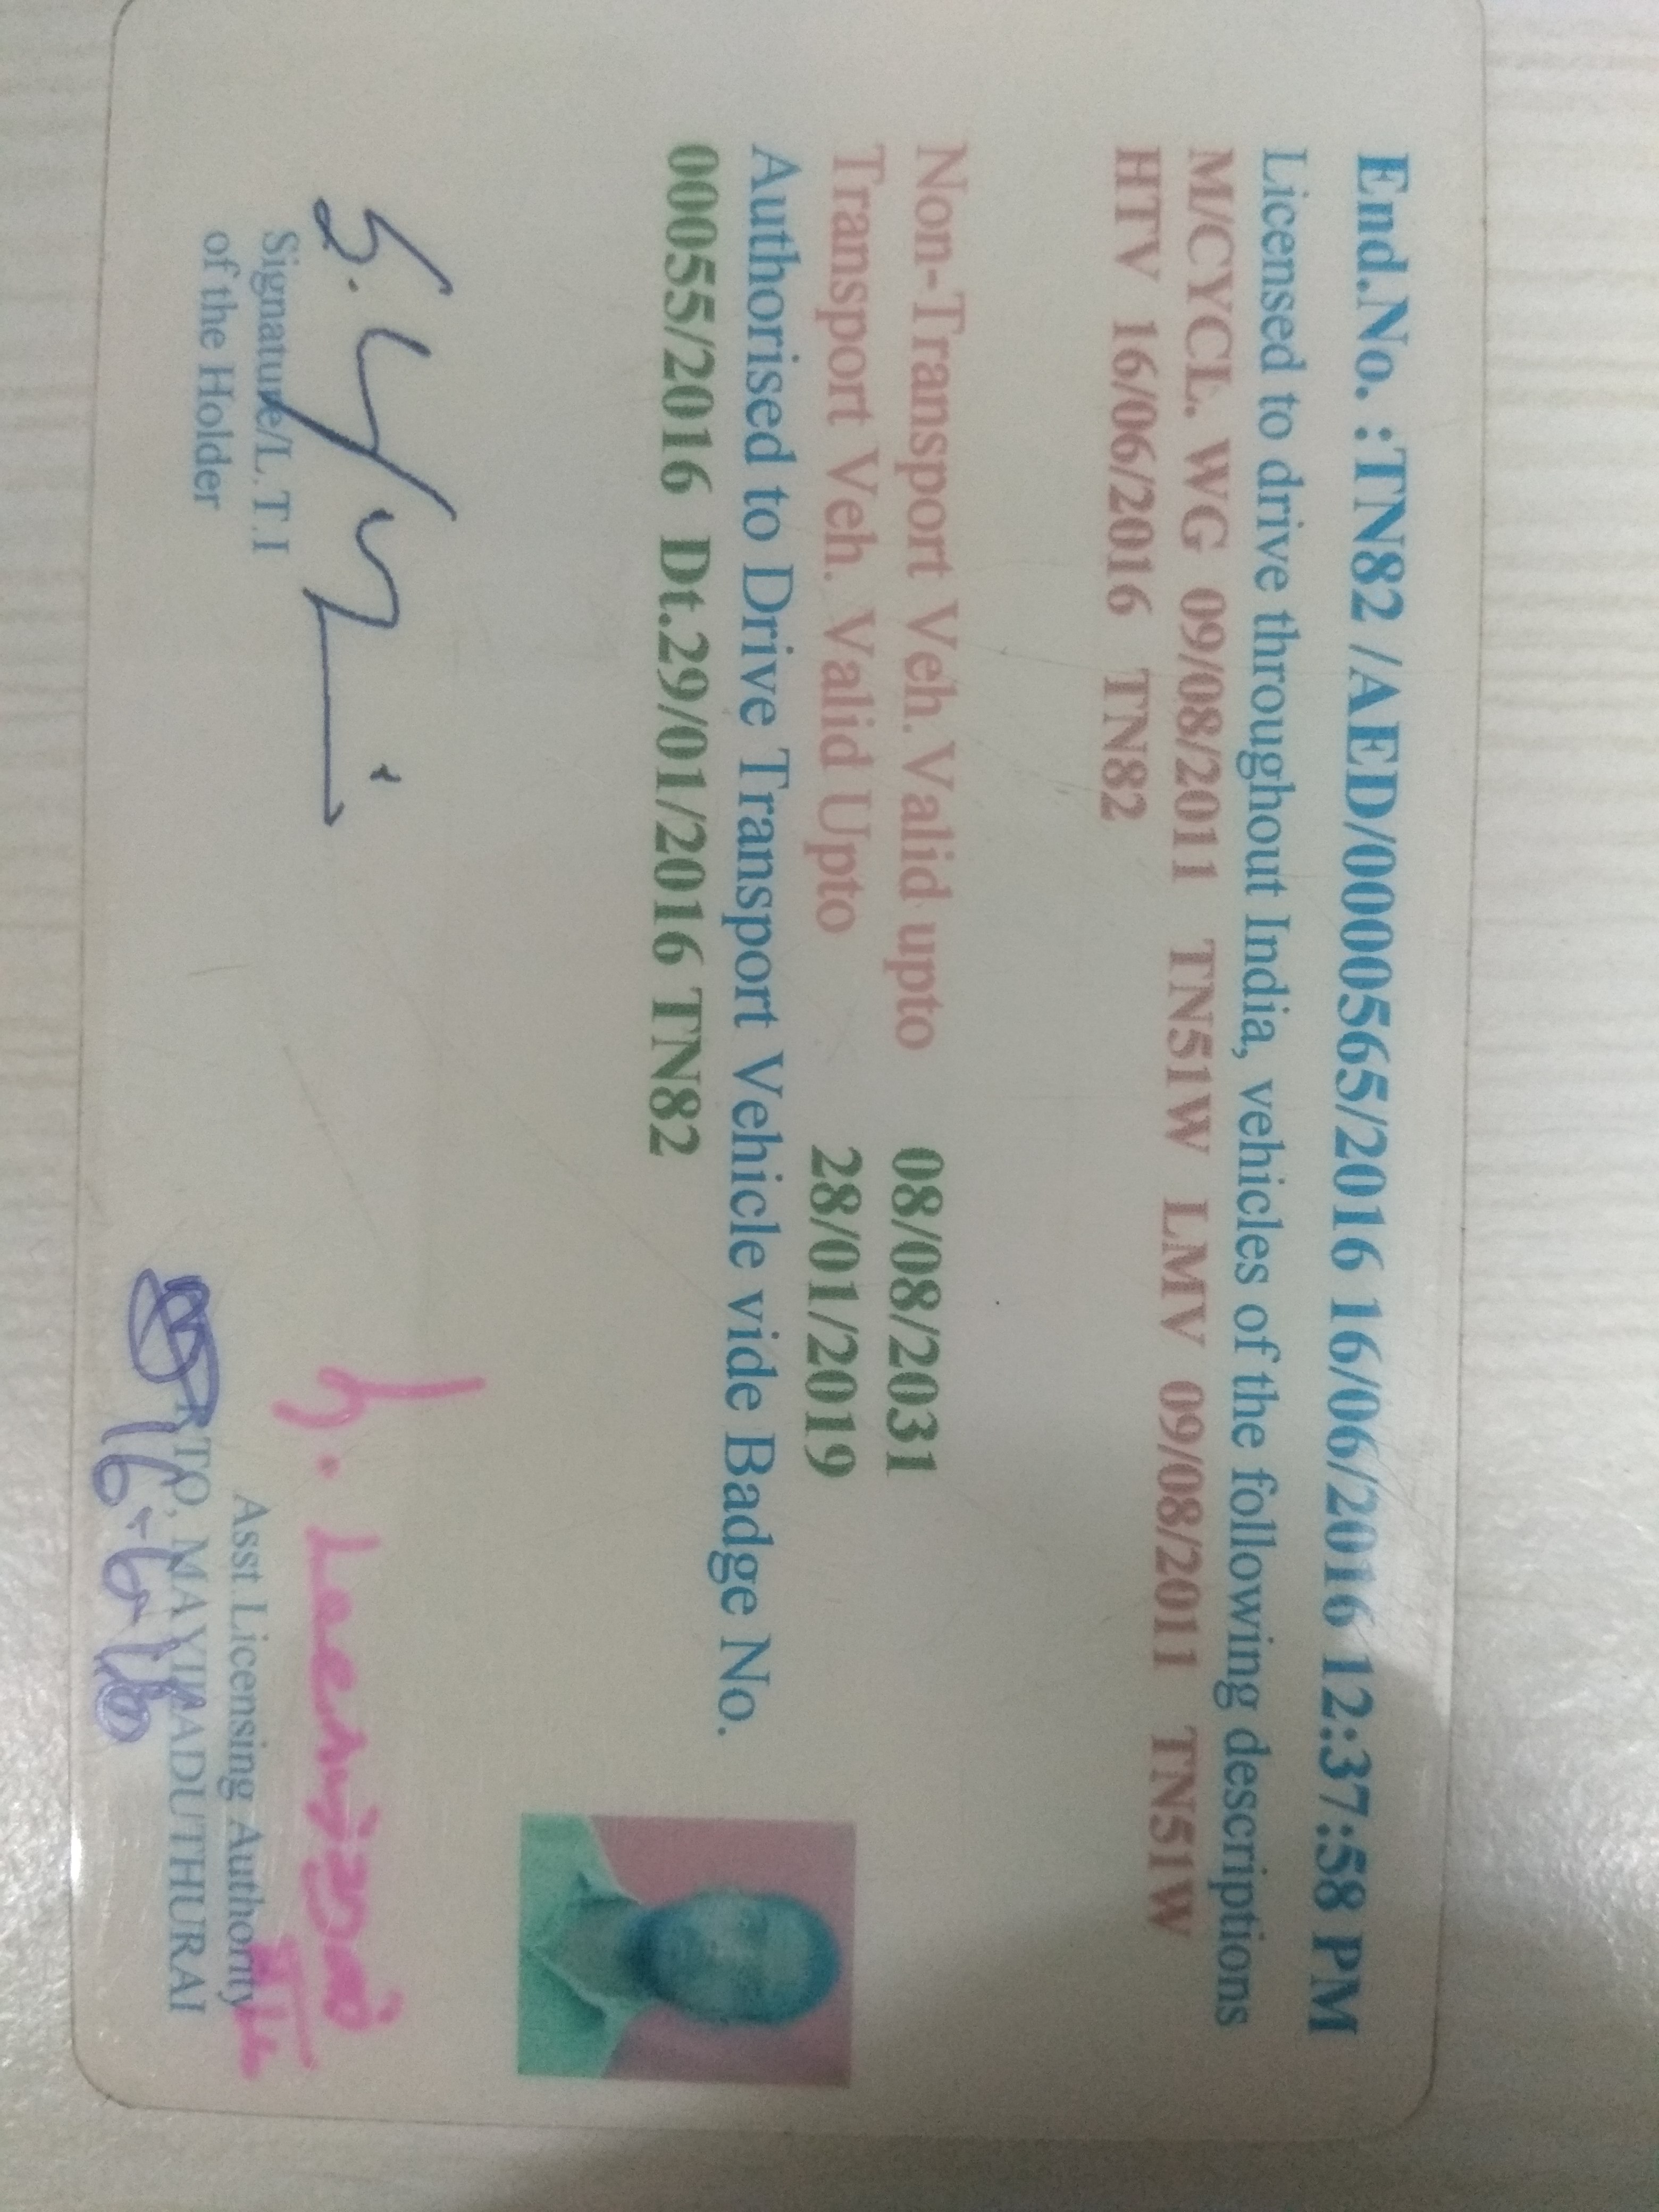 End.No. :TN82 /AED/0000565/2016 16/06/2016 12:37:58 PM
Licensed to drive throughout India, vehicles of the following descriptions
M/CYCL. WG 09/08/2011 TN51W LMV 09/08/2011 TN51W
HTV 16/06/2016 TN82
Non-Transport Veh. Valid upto 08/08/2031
Transport Veh. Valid Upto 28/01/2019
Authorised to Drive Transport Vehicle vide Badge No.
00055/2016 Dt.29/01/2016 TN82
Signature/L.T.I
of the Holder
Asst Licensing Authority
RTO, MAYILADUTHURAI
16-6-16